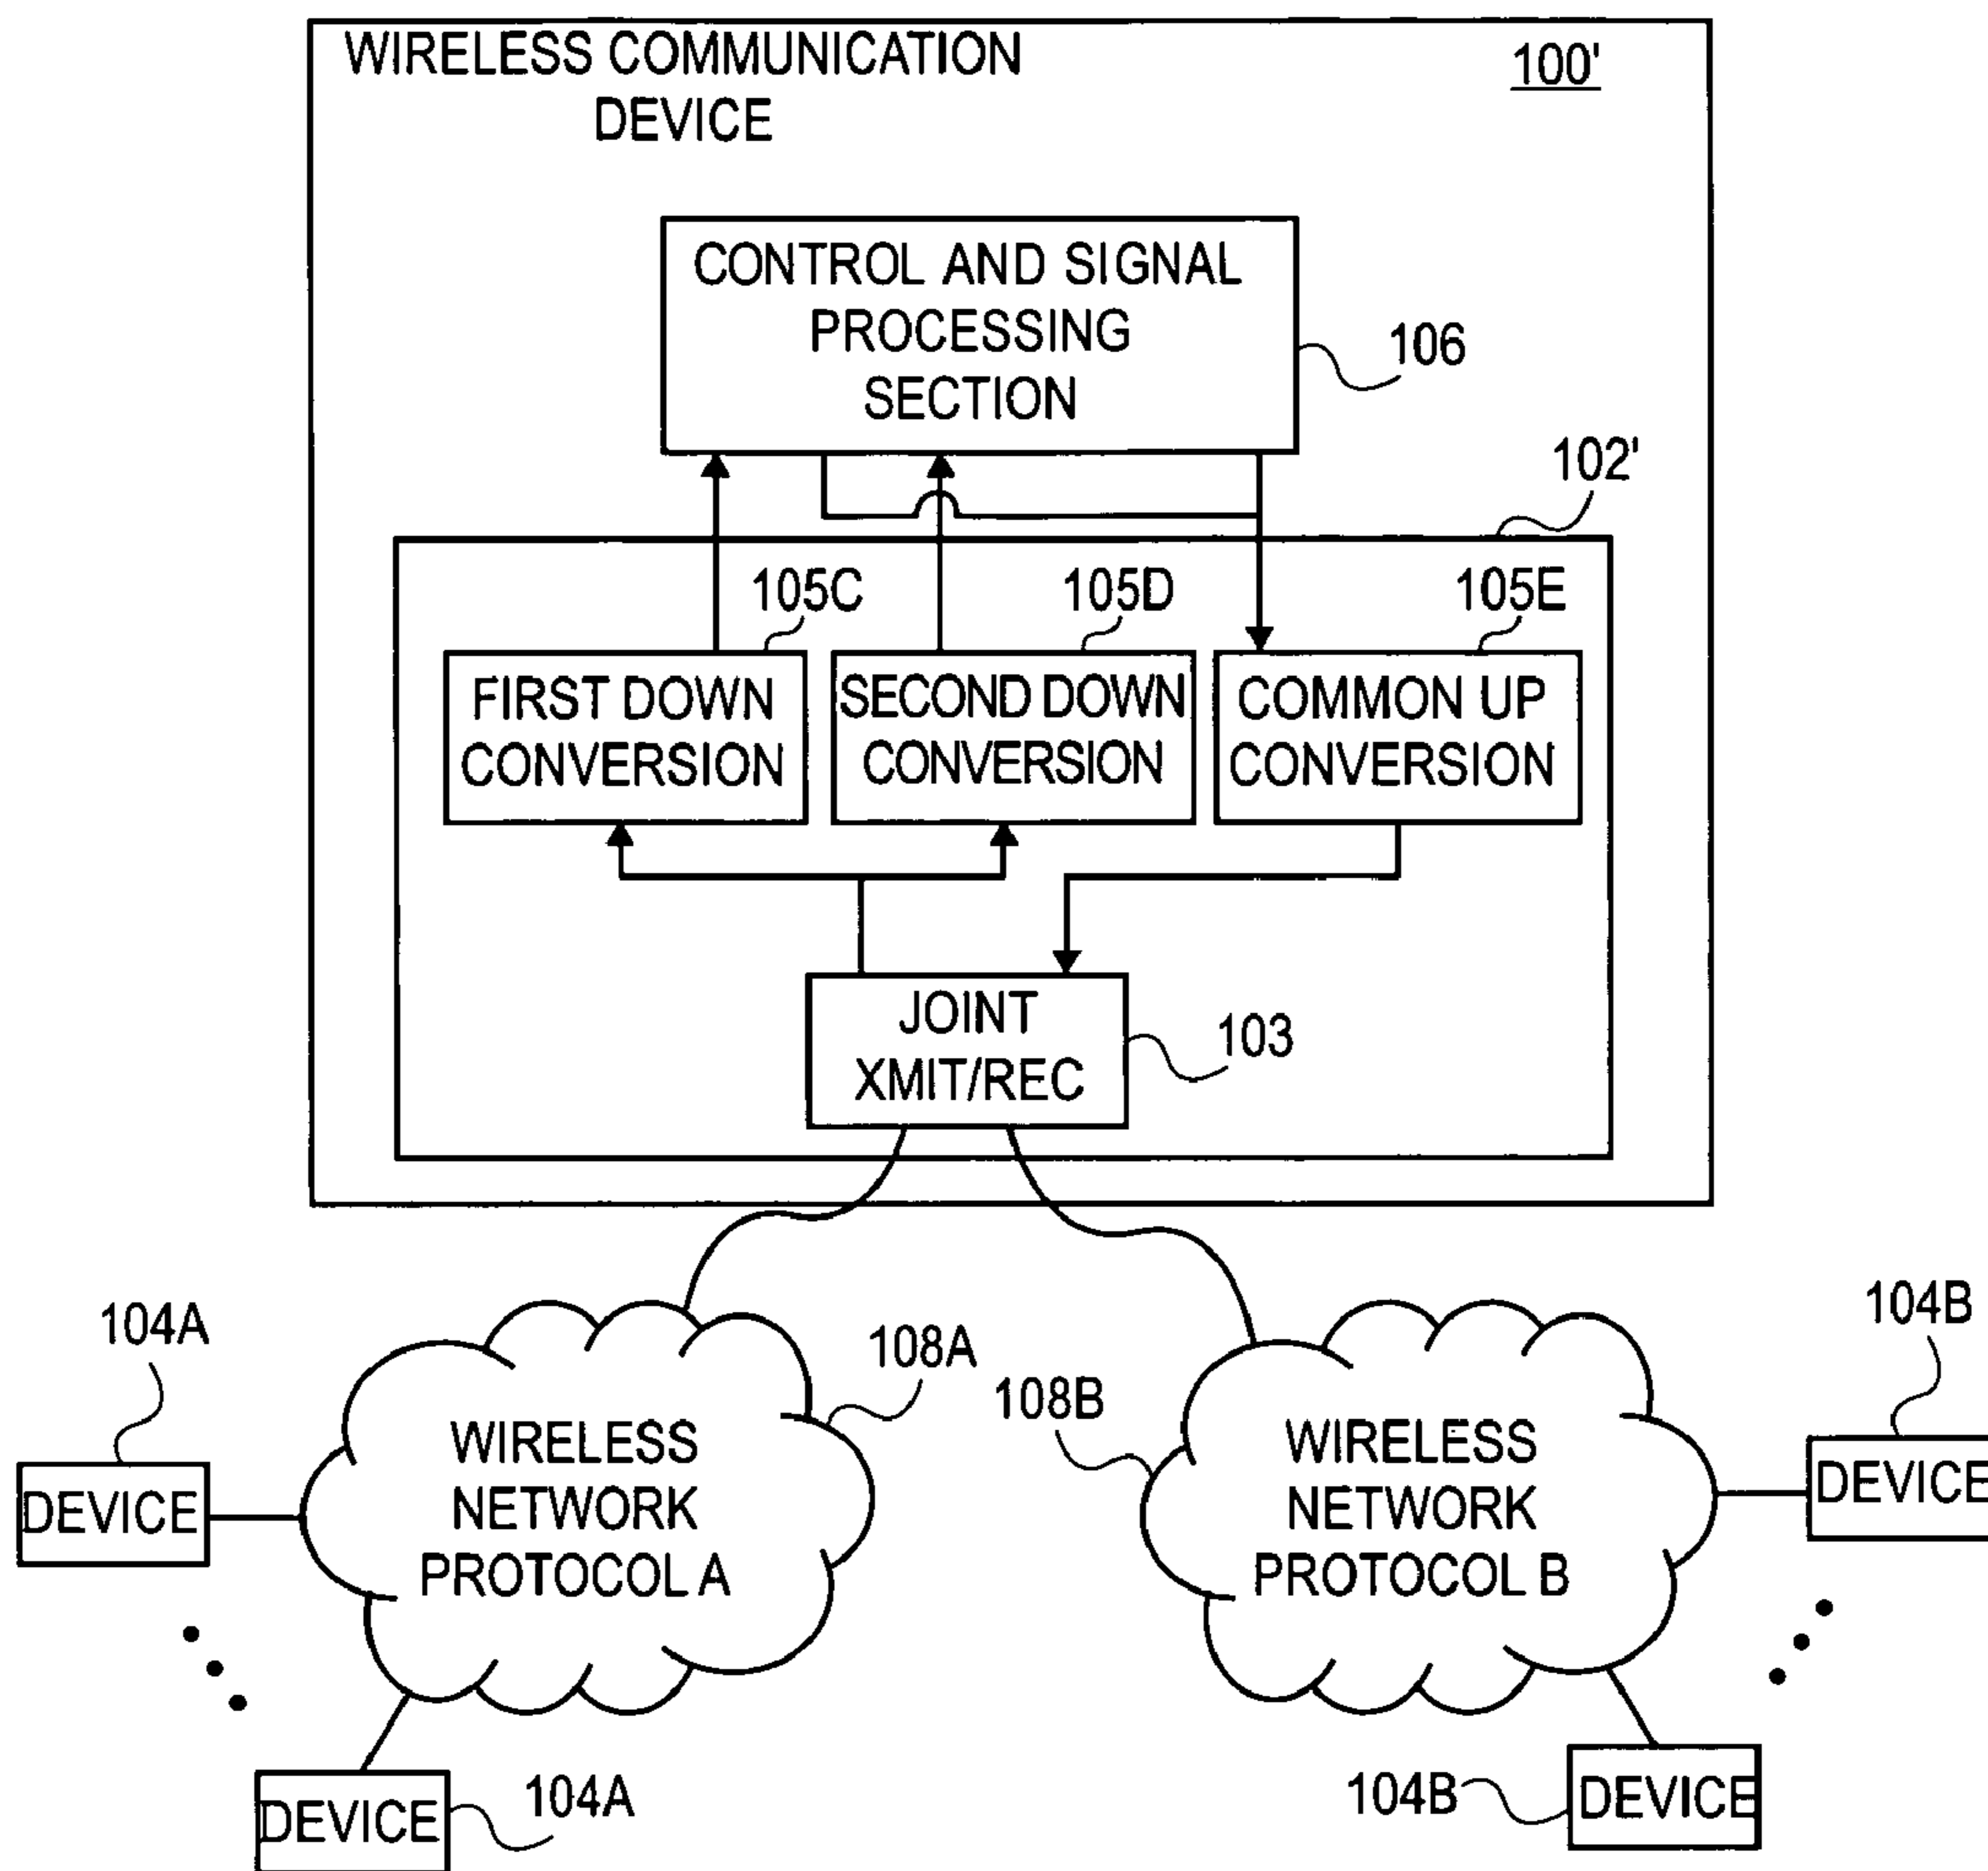 WIRELESS COMMUNICATION
DEVICE
100'
CONTROL AND SIGNAL
PROCESSING
SECTION
106
102'
105C
105D
105E
FIRST DOWN
CONVERSION
SECOND DOWN
CONVERSION
COMMON UP
CONVERSION
JOINT
XMIT/REC
103
104A
108A
108B
104B
DEVICE
WIRELESS
NETWORK
PROTOCOL A
WIRELESS
NETWORK
PROTOCOL B
DEVICE
DEVICE
104A
104B
DEVICE